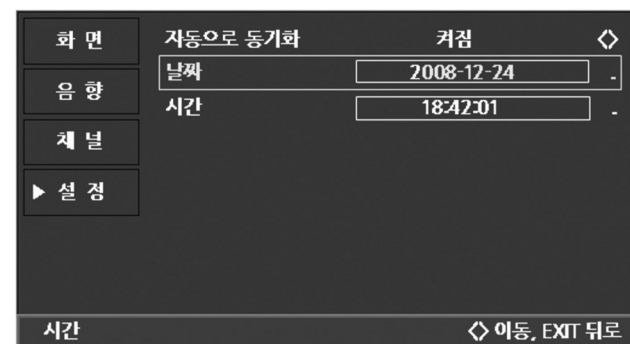 화 면
음 향
채 널
▶ 설 정
자동으로 동기화 켜짐 <>
날짜 2008-12-24
시간 18:42:01
시간 <> 이동, EXIT 뒤로